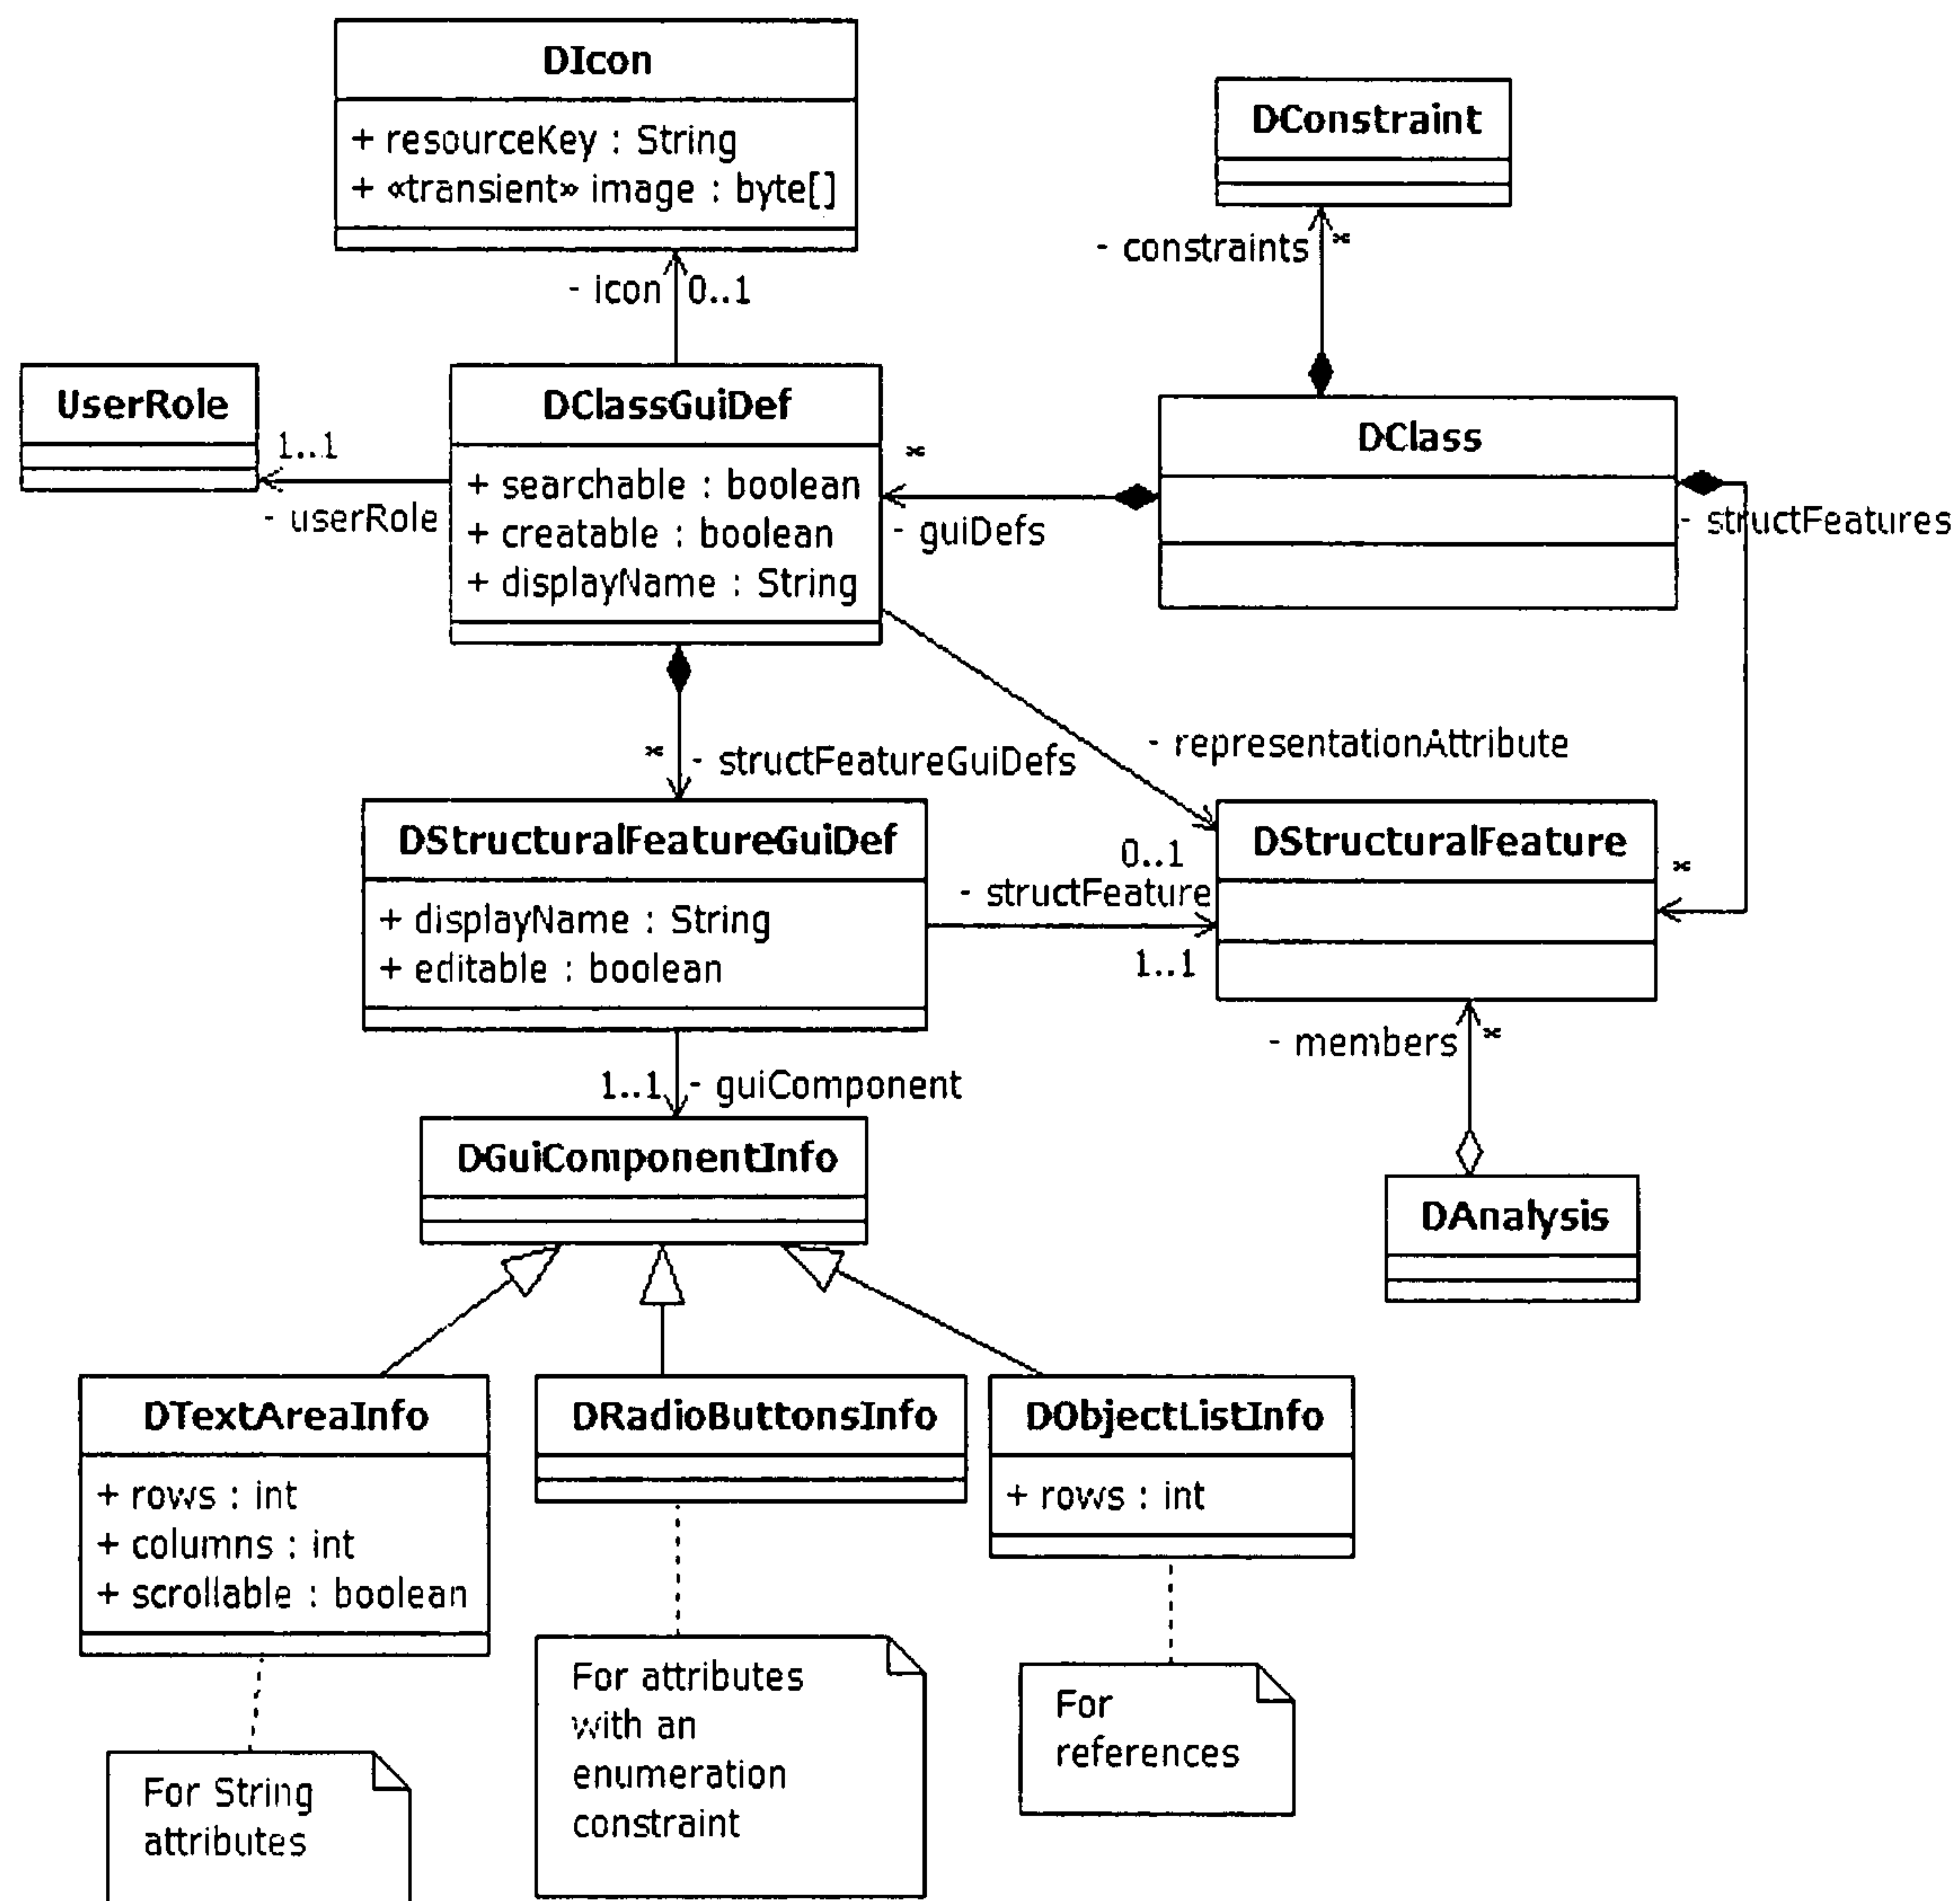 DIcon
+ resourceKey : String
+ «transient» image : byte[]
DConstraint
- constraints
*
- icon
0..1
UserRole
1..1
- userRole
DClassGuiDef
+ searchable : boolean
+ creatable : boolean
+ displayName : String
*
- guiDefs
DClass
- structFeatures
*
- structFeatureGuiDefs
- representationAttribute
DStructuralFeatureGuiDef
+ displayName : String
+ editable : boolean
0..1
- structFeature
1..1
DStructuralFeature
*
- members
*
1..1
- guiComponent
DGuiComponentInfo
DAnalysis
DTextAreaInfo
+ rows : int
+ columns : int
+ scrollable : boolean
DRadioButtonsInfo
DObjectListInfo
+ rows : int
For String
attributes
For attributes
with an
enumeration
constraint
For
references